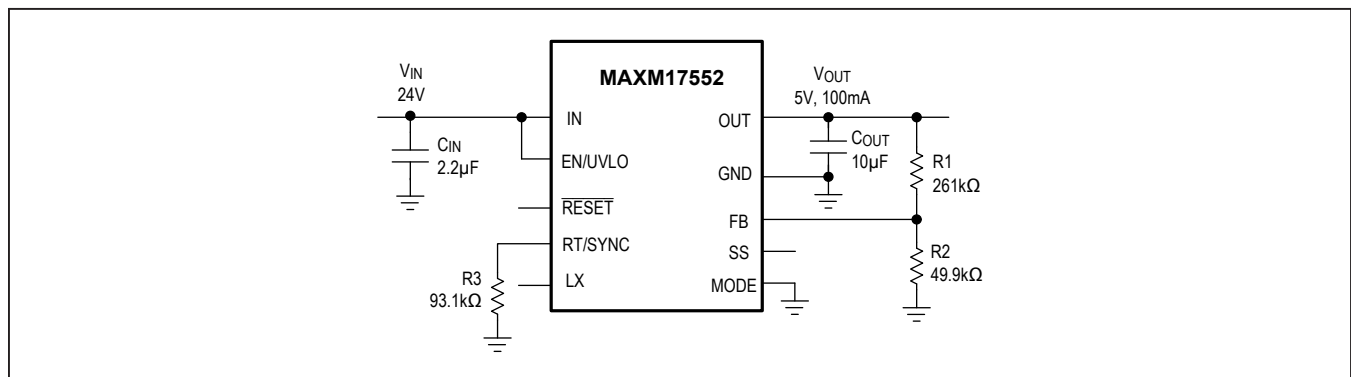 MAXM17552
VIN
24V
CIN
2.2µF
IN
EN/UVLO
RESET
RT/SYNC
LX
R3
93.1kΩ
OUT
GND
FB
SS
MODE
VOUT
5V, 100mA
COUT
10µF
R1
261kΩ
R2
49.9kΩ